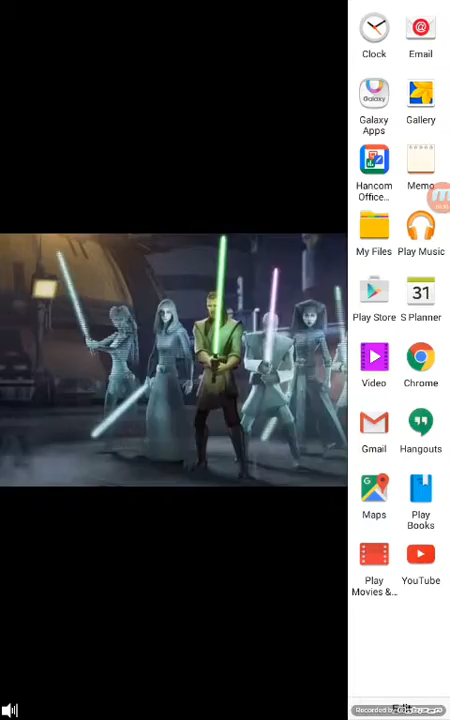 Clock
Email
Galaxy
Galaxy
Apps
Gallery
Hancom
Office...
Memo
My Files
Play Music
Play Store
31
S Planner
Video
Chrome
Gmail
Hangouts
Maps
Play
Books
Play
Movies &...
YouTube
Edit